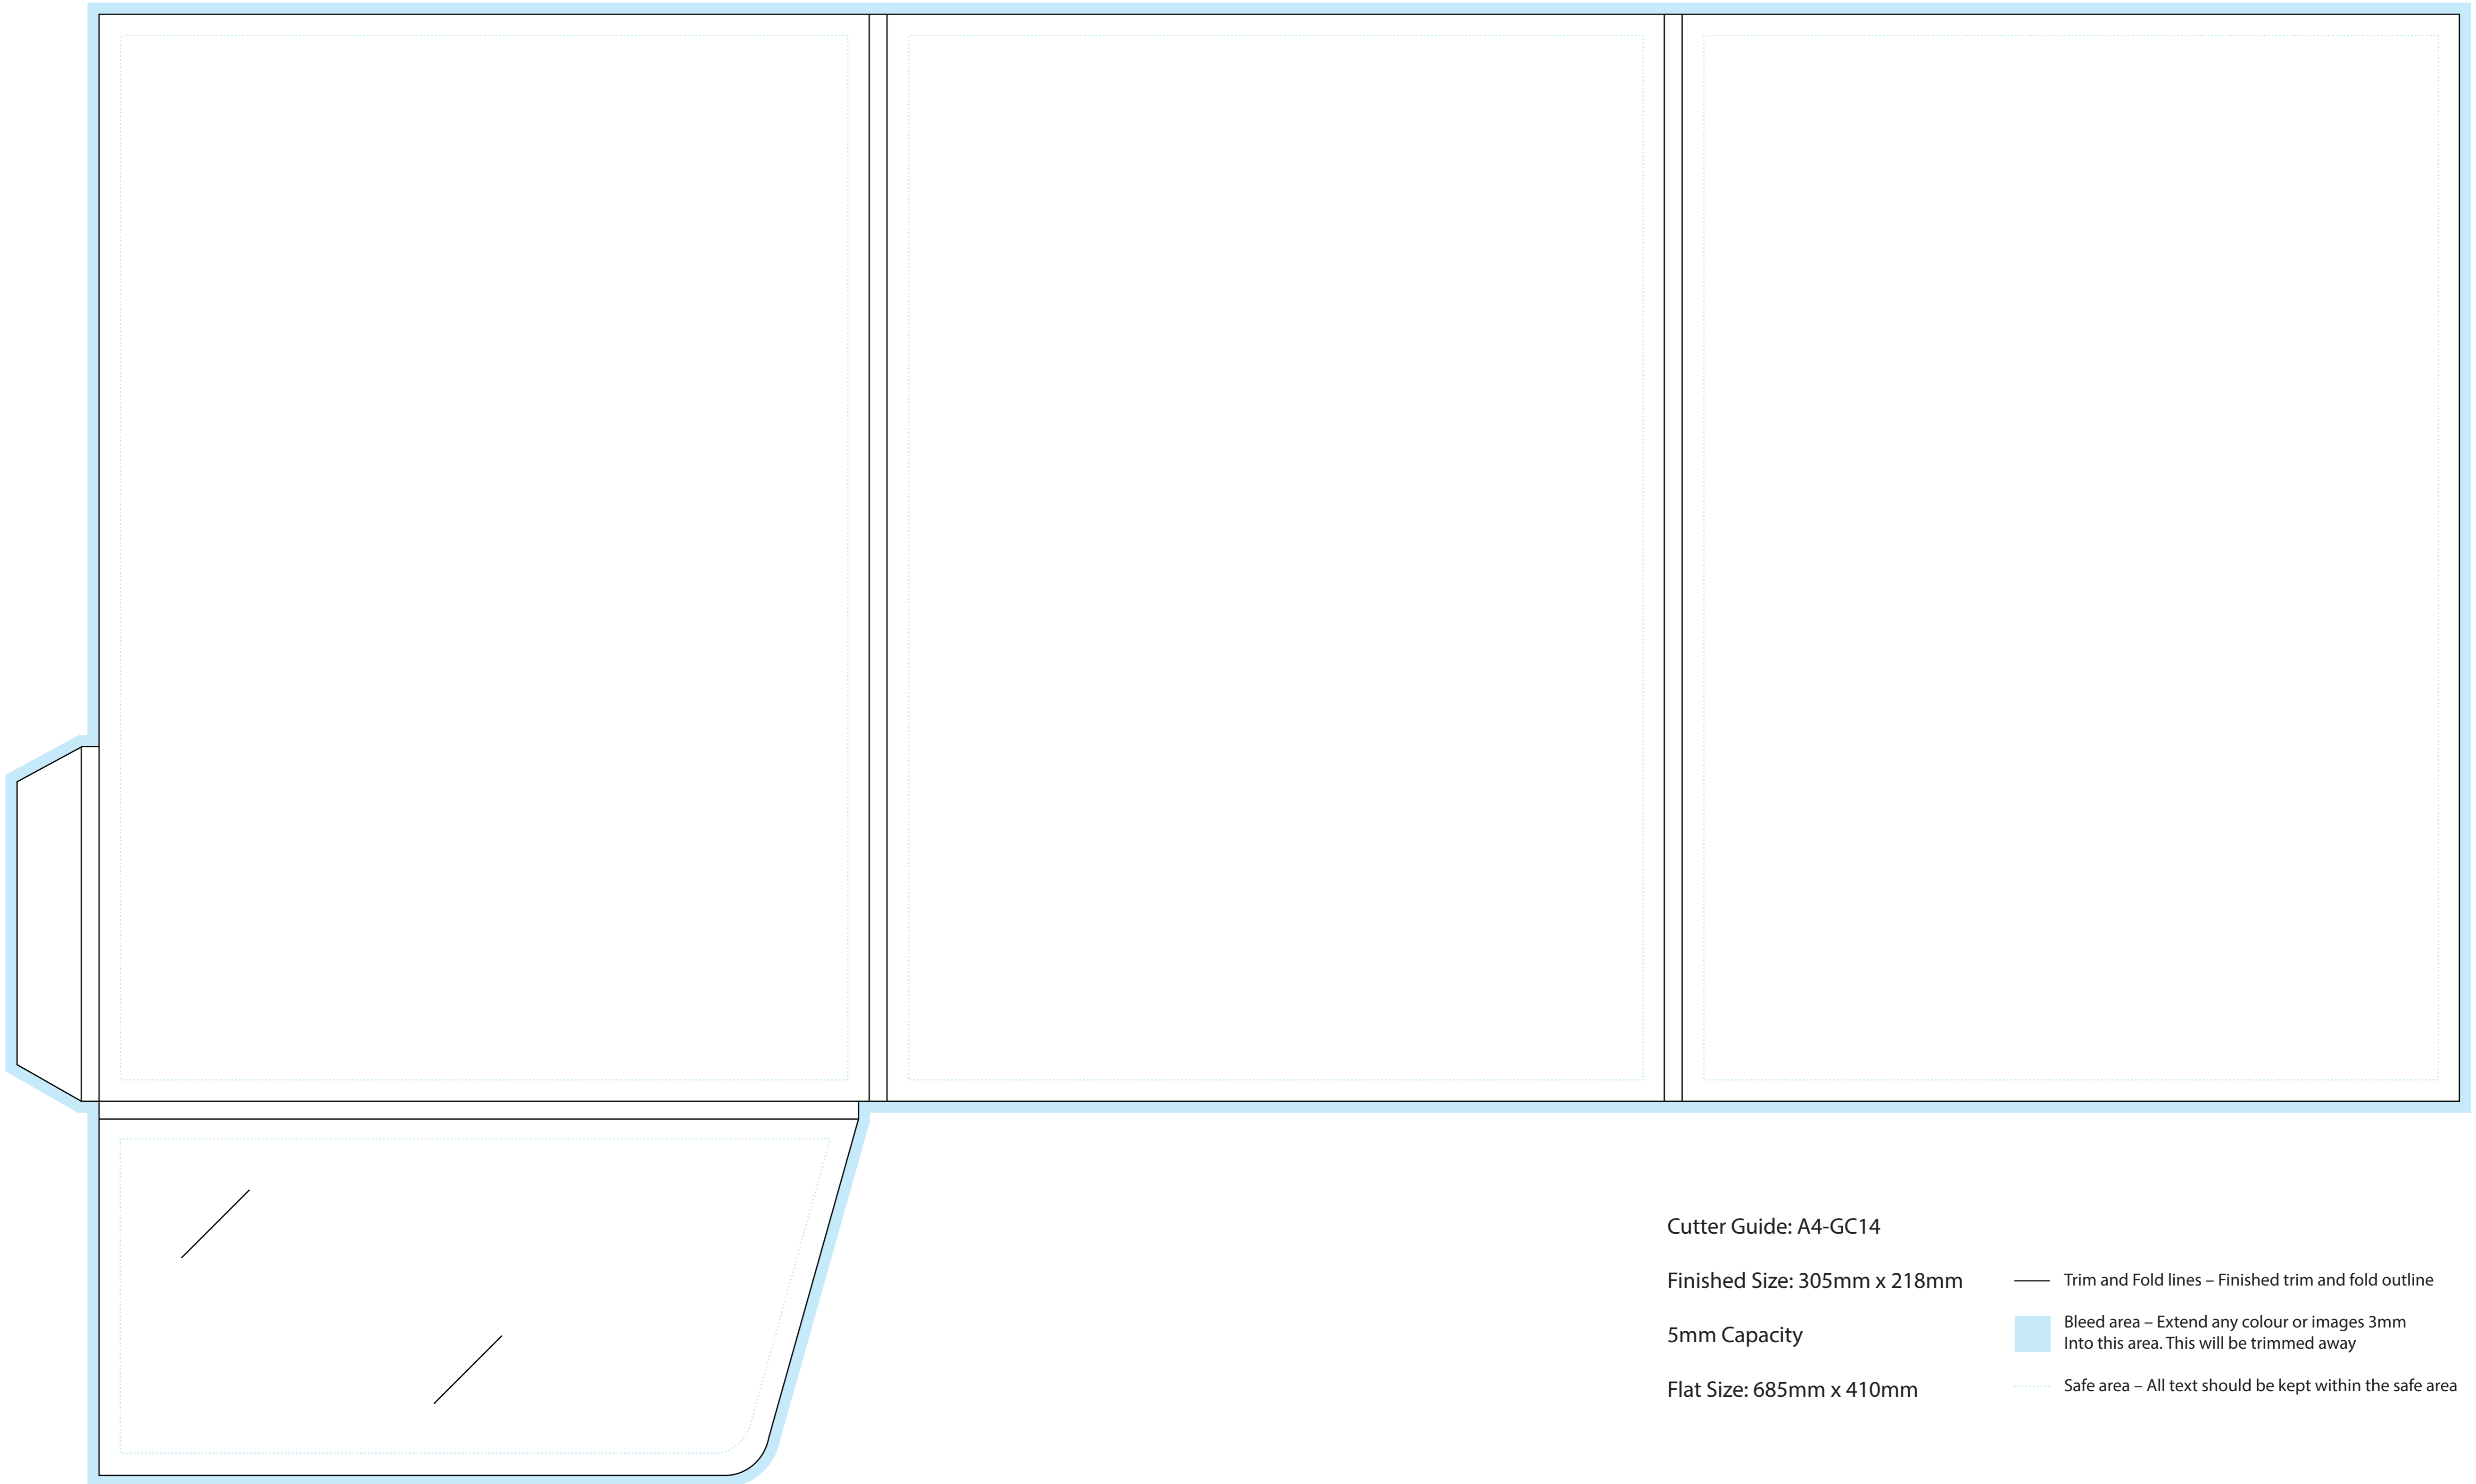 Cutter Guide: A4-GC14
Finished Size: 305mm x 218mm
5mm Capacity
Flat Size: 685mm x 410mm
Trim and Fold lines – Finished trim and fold outline
Bleed area – Extend any colour or images 3mm
Into this area. This will be trimmed away
Safe area – All text should be kept within the safe area